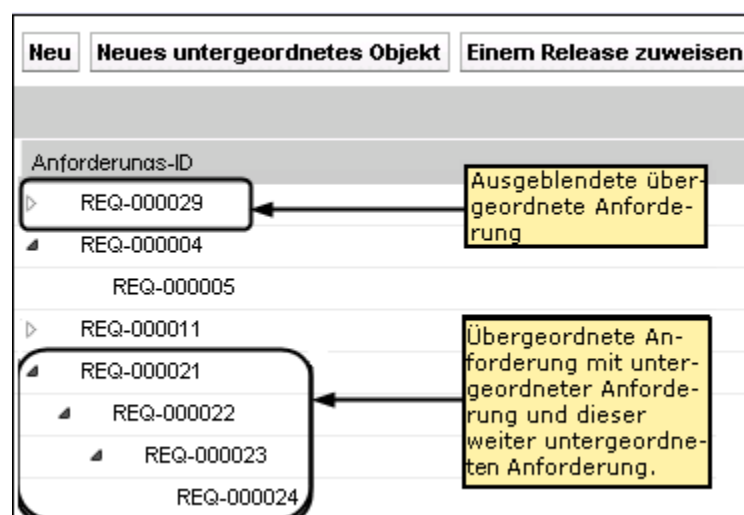 Neu Neues untergeordnetes Objekt Einem Release zuweisen
Anforderungs-ID
REQ-000029
Ausgeblendete über-
geordnete Anforde-
rung
REQ-000004
REQ-000005
REQ-000011
REQ-000021
REQ-000022
REQ-000023
REQ-000024
Übergeordnete An-
forderung mit unter-
geordneter Anforde-
rung und dieser
weiter untergeordne-
ten Anforderung.